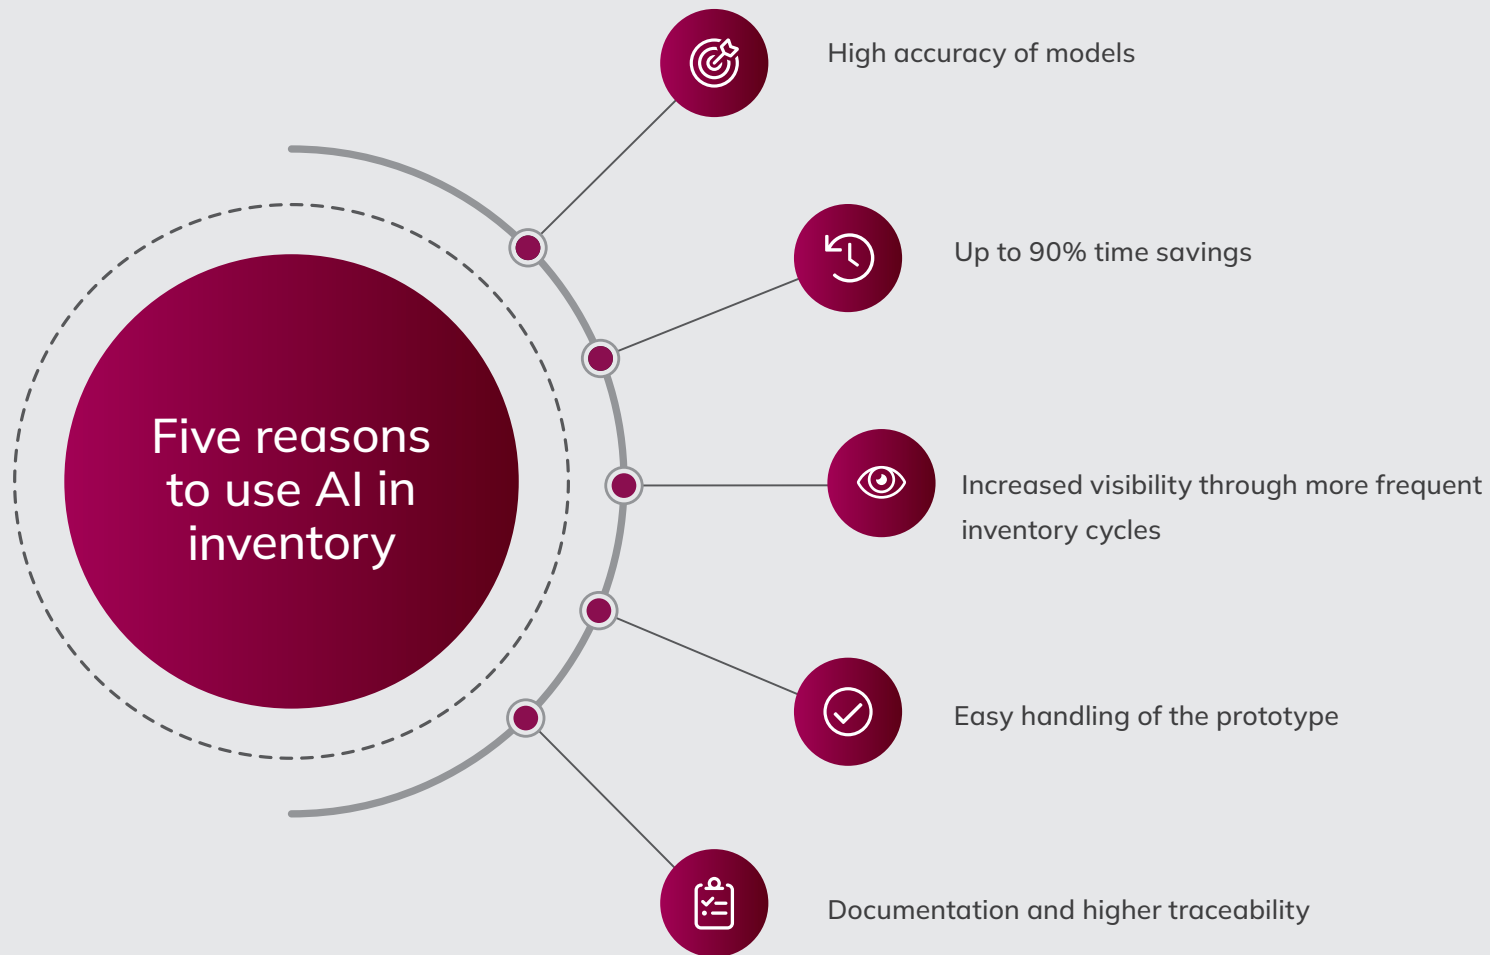 Five reasons
to use AI in
inventory
High accuracy of models
Up to 90% time savings
Increased visibility through more frequent
inventory cycles
Easy handling of the prototype
Documentation and higher traceability